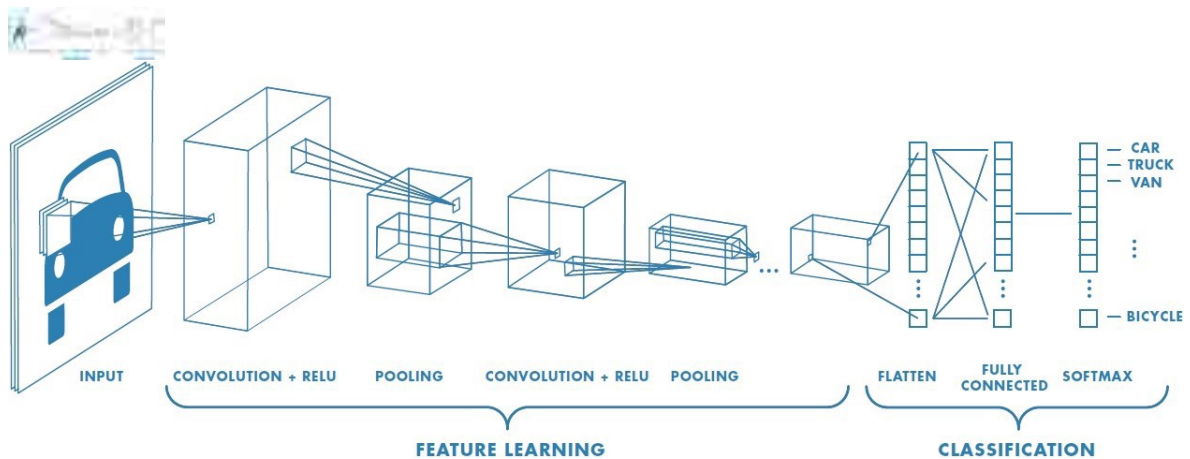 CAR
TRUCK
VAN
BICYCLE
INPUT
CONVOLUTION + RELU
POOLING
CONVOLUTION + RELU
POOLING
FLATTEN
FULLY
CONNECTED
SOFTMAX
FEATURE LEARNING
CLASSIFICATION